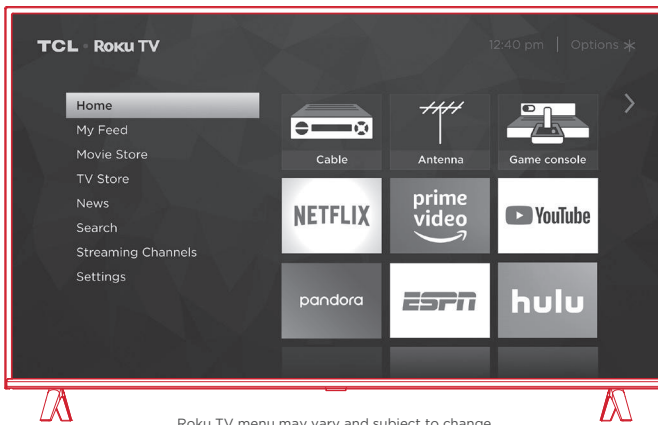 TCL Roku TV
12:40 pm | Options
Home
My Feed
Movie Store
TV Store
News
Search
Streaming Channels
Settings
Cable
Antenna
Game console
NETFLIX
prime
video
YouTube
pandora
ESPN
hulu
Roku TV menu may vary and subject to change